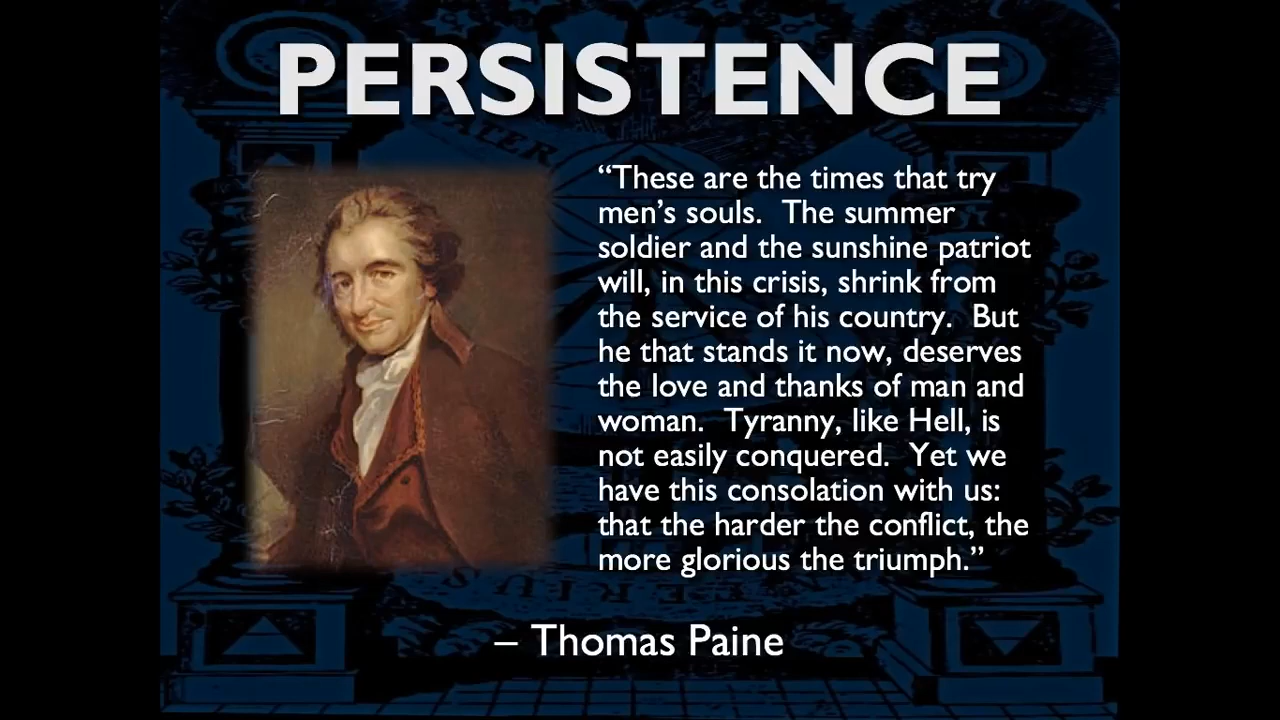 PERSISTENCE
“These are the times that try
men’s souls.  The summer
soldier and the sunshine patriot
will, in this crisis, shrink from
the service of his country.  But
he that stands it now, deserves
the love and thanks of man and
woman.  Tyranny, like Hell, is
not easily conquered.  Yet we
have this consolation with us:
that the harder the conflict, the
more glorious the triumph.”
– Thomas Paine